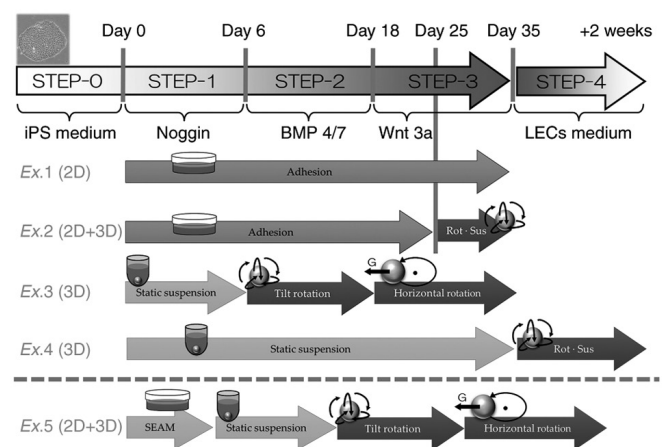 Day 0 Day 6 Day 18 Day 25 Day 35 +2 weeks
STEP-0 STEP-1 STEP-2 STEP-3 STEP-4
iPS medium Noggin BMP 4/7 Wnt 3a LECs medium
Ex.1 (2D) Adhesion
Ex.2 (2D+3D) Adhesion Rot · Sus
G
Ex.3 (3D) Static suspension Tilt rotation Horizontal rotation
Ex.4 (3D) Static suspension Rot · Sus
G
Ex.5 (2D+3D) SEAM Static suspension Tilt rotation Horizontal rotation